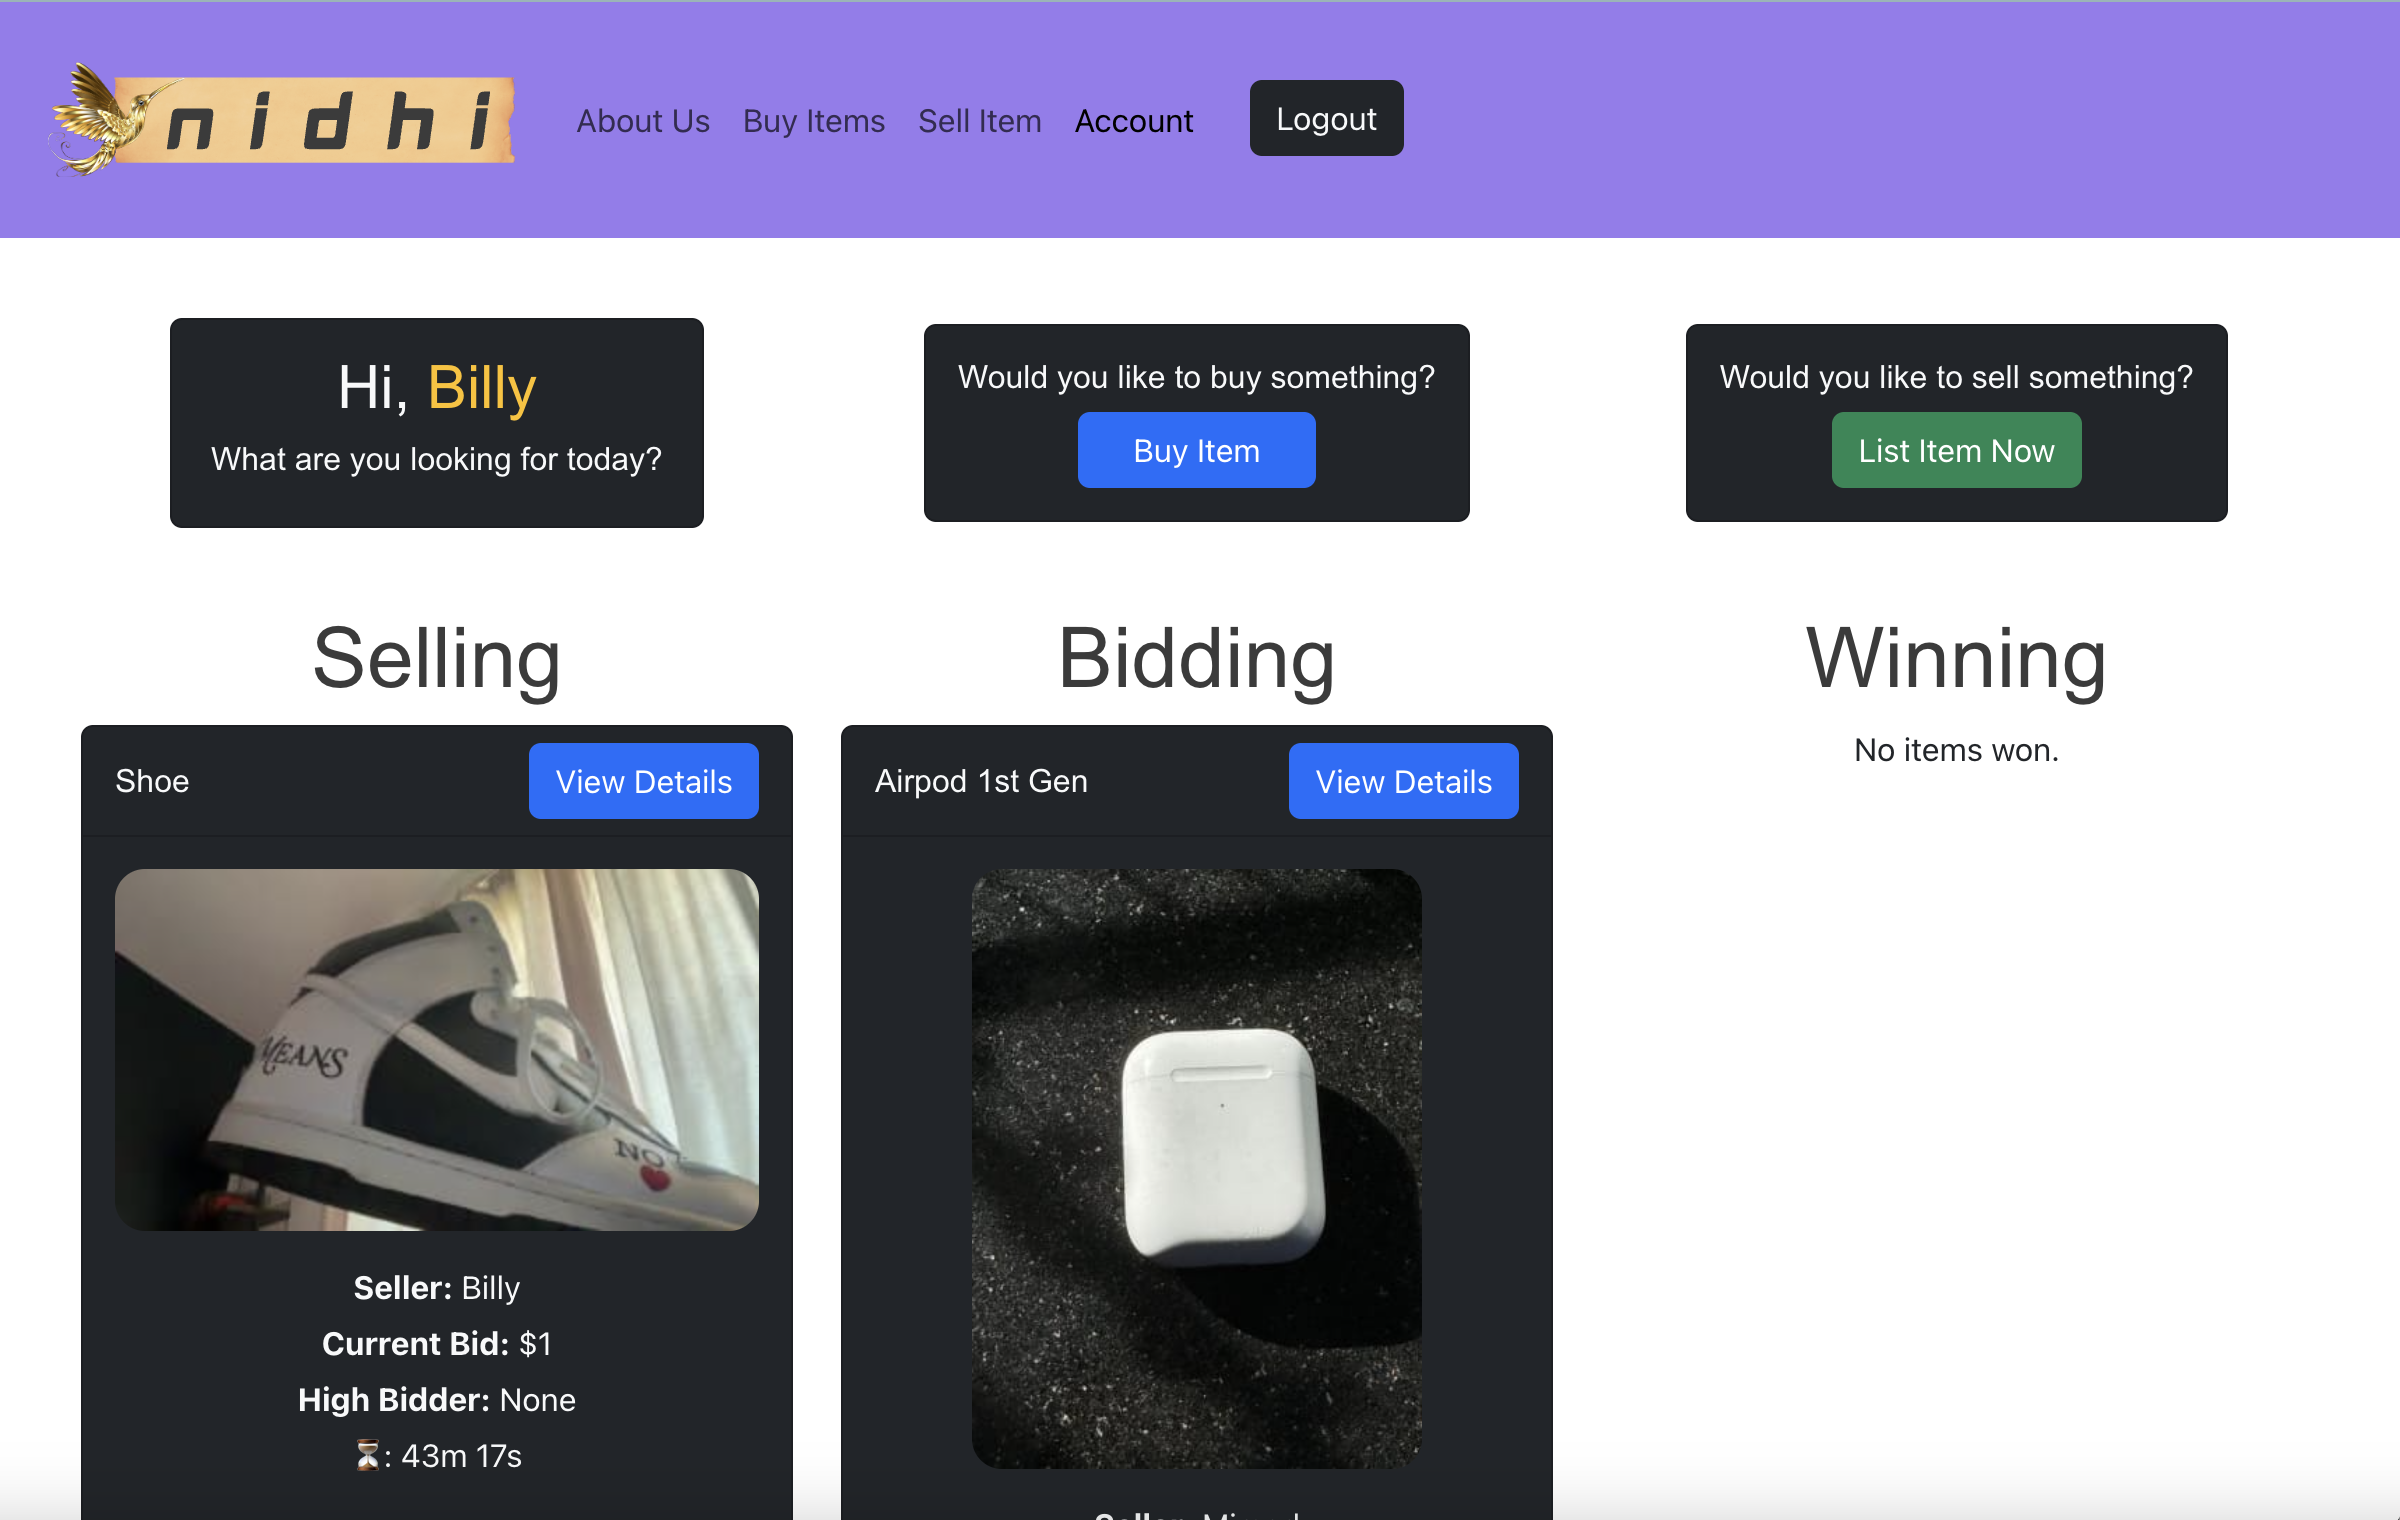 nidhi
About Us
Buy Items
Sell Item
Account
Logout
Hi, Billy
What are you looking for today?
Would you like to buy something?
Buy Item
Would you like to sell something?
List Item Now
Selling
Shoe
View Details
MEANS
NO
Seller: Billy
Current Bid: $1
High Bidder: None
⏳: 43m 17s
Bidding
Airpod 1st Gen
View Details
Seller:
Winning
No items won.